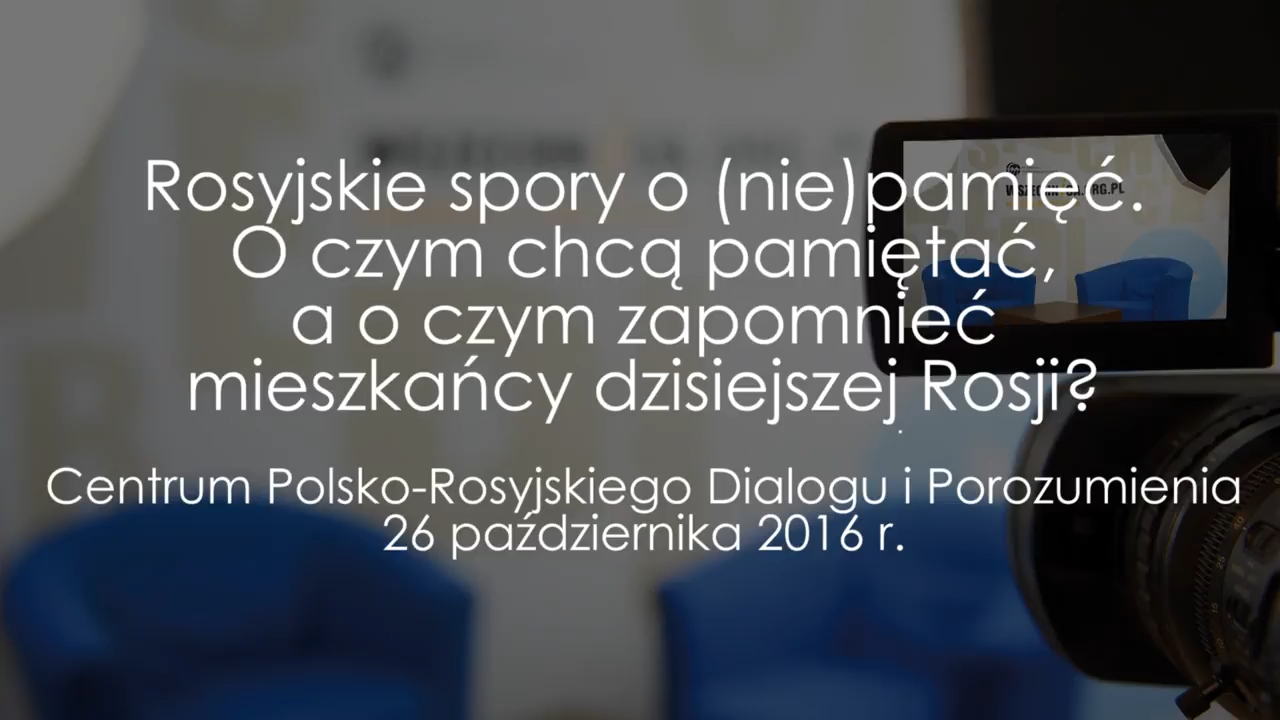 Rosyjskie spory o (nie)pamięć.
O czym chcą pamiętać,
a o czym zapomnieć
mieszkańcy dzisiejszej Rosji?
Centrum Polsko-Rosyjskiego Dialogu i Porozumienia
26 października 2016 r.